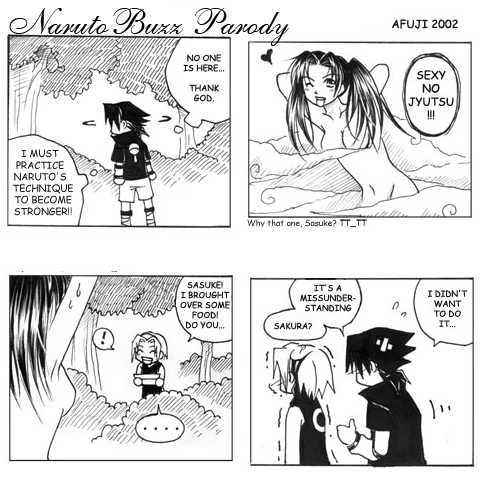 Naruto Buzz Parody
AFUJI 2002
NO ONE
IS HERE...
THANK
GOD.
I MUST
PRACTICE
NARUTO'S
TECHNIQUE
TO BECOME
STRONGER!!
SEXY
NO
JYUTSU
!!!
Why that one, Sasuke? TT_TT
SASUKE!
I BROUGHT
OVER SOME
FOOD!
DO YOU...
!
....
IT'S A
MISSUNDER-
STANDING
SAKURA?
I DIDN'T
WANT
TO DO
IT...